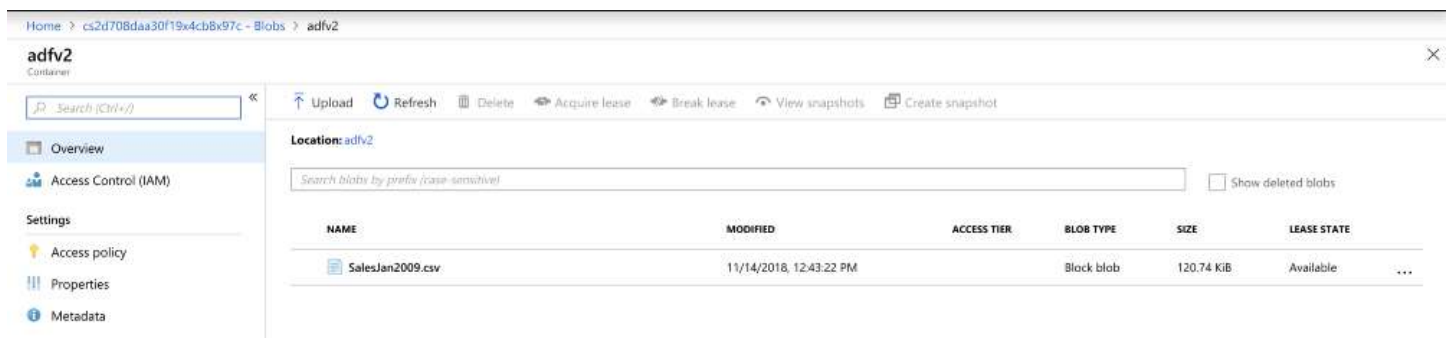 Home > cs2d708daa30f19x4cb8x97c - Blobs > adfv2
adfv2
Container
Search (Ctrl+/)
Upload Refresh Delete Acquire lease Break lease View snapshots Create snapshot
Location: adfv2
Overview
Search blobs by prefix (case-sensitive)
Show deleted blobs
Access Control (IAM)
Settings
NAME MODIFIED ACCESS TIER BLOB TYPE SIZE LEASE STATE
Access policy
SalesJan2009.csv 11/14/2018, 12:43:22 PM Block blob 120.74 KiB Available ...
Properties
Metadata